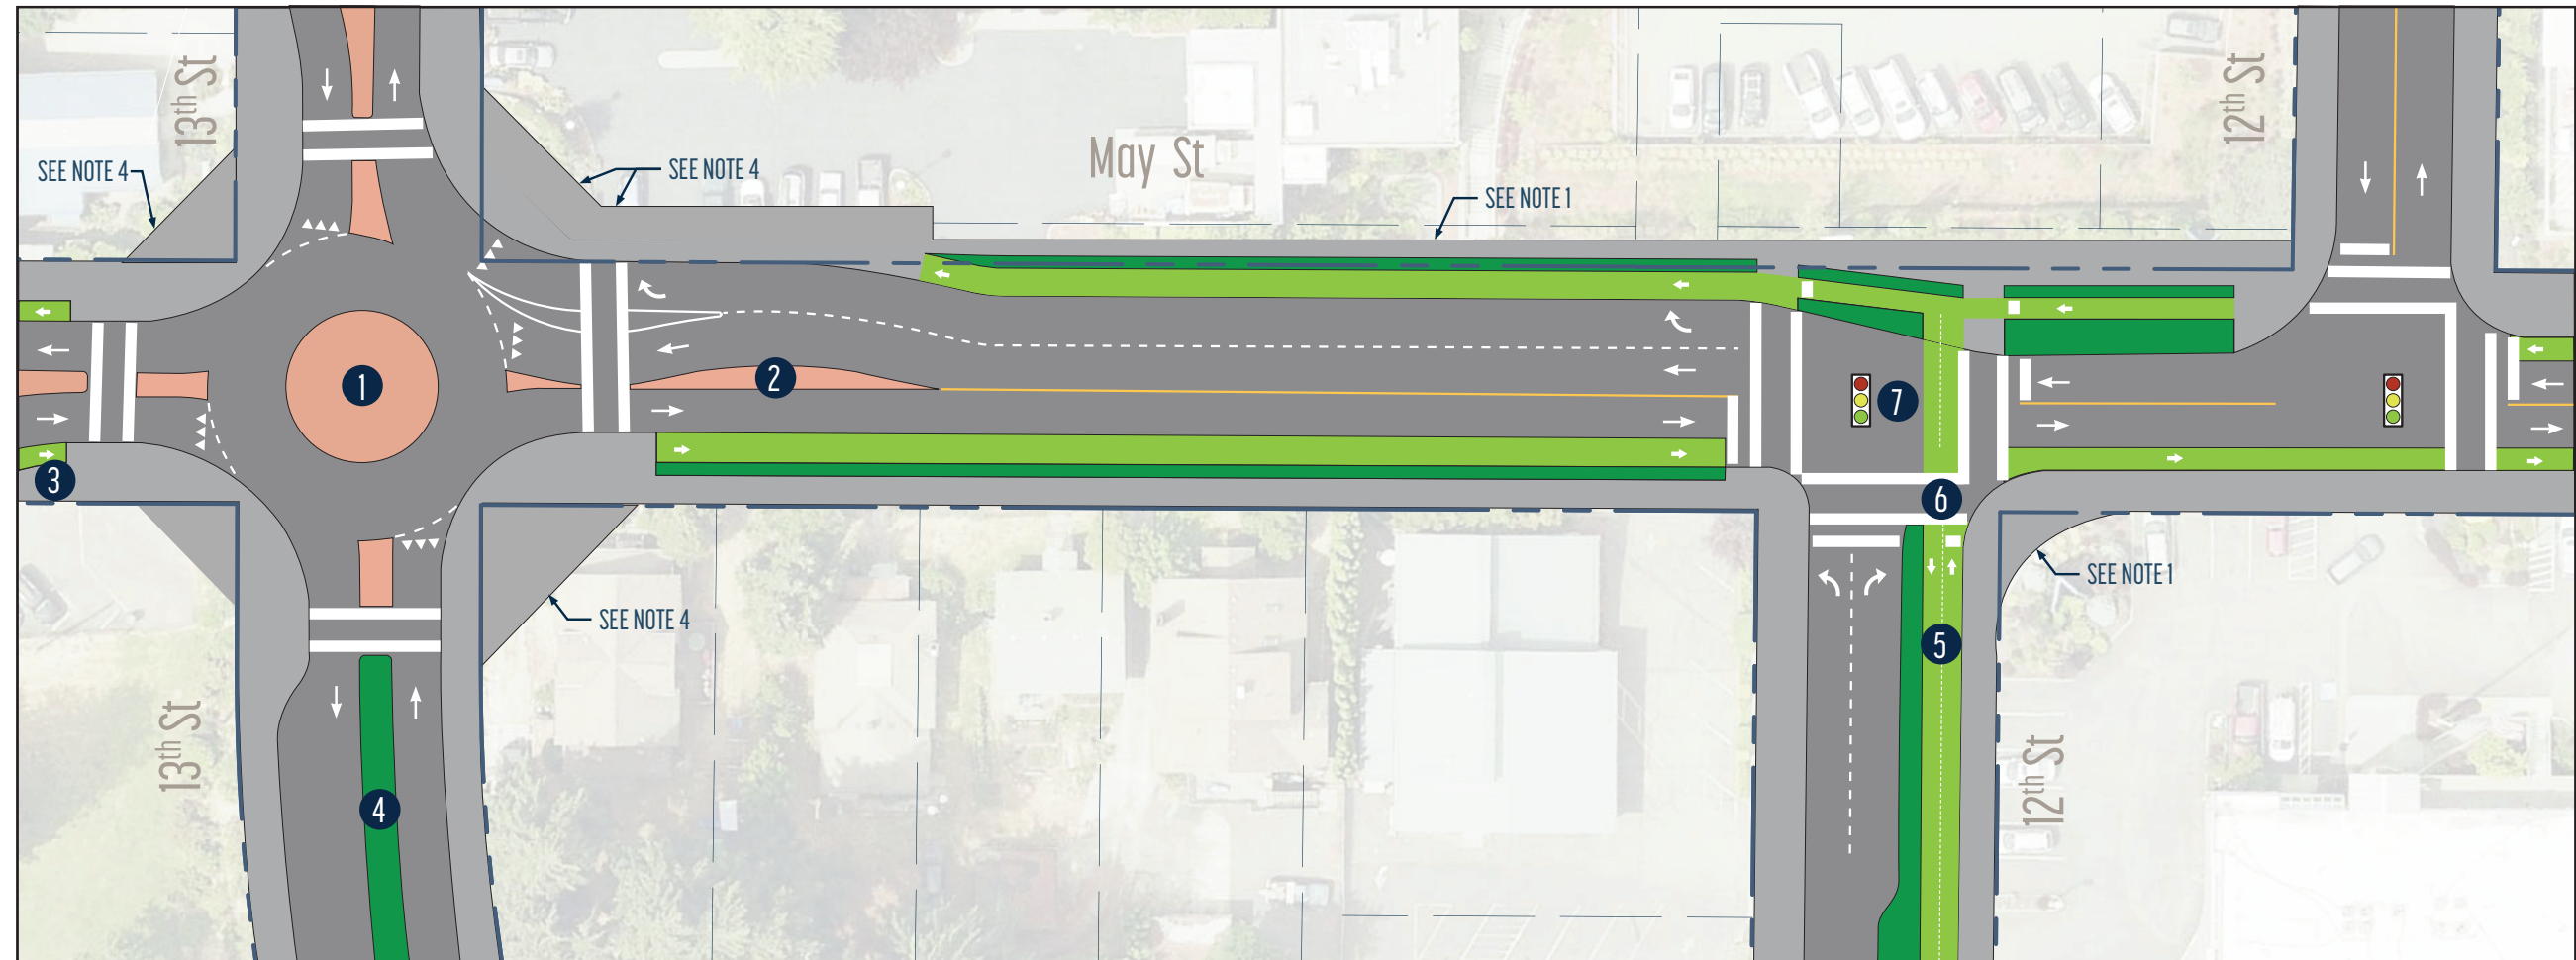 13th St
12th St
May St
SEE NOTE 4
SEE NOTE 4
SEE NOTE 1
1
2
7
3
6
SEE NOTE 1
SEE NOTE 4
5
13th St
12th St
4